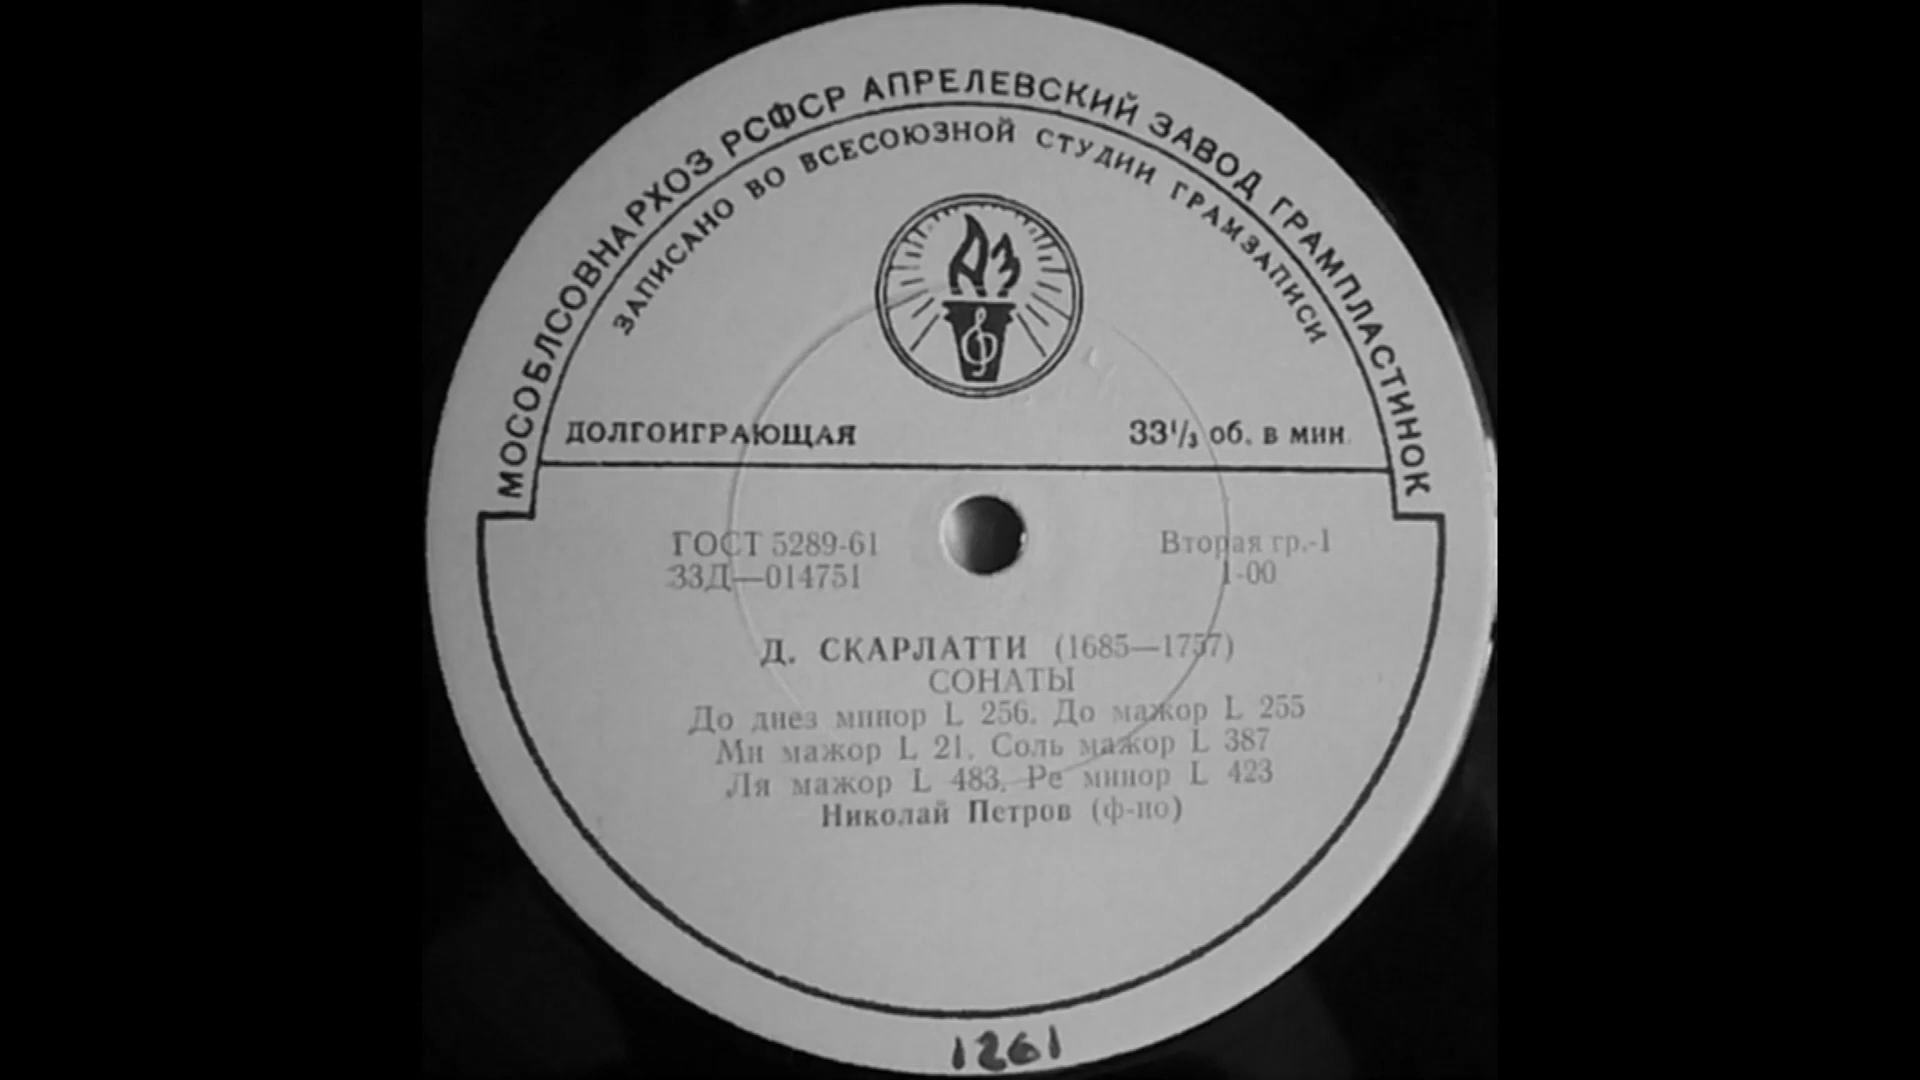 МОСОБЛСОВНАРХОЗ РСФСР АПРЕЛЕВСКИЙ ЗАВОД ГРАМПЛАСТИНОК
ЗАПИСАНО ВО ВСЕСОЮЗНОЙ СТУДИИ ГРАМЗАПИСИ
АЗ
ДОЛГОИГРАЮЩАЯ 33⅓ об. в мин.
ГОСТ 5289-61 Вторая гр.-1
33Д—014751 1-00
Д. СКАРЛАТТИ (1685—1757)
СОНАТЫ
До диез минор L 256. До мажор L 255
Ми мажор L 21. Соль мажор L 387
Ля мажор L 483. Ре минор L 423
Николай Петров (ф-но)
1261